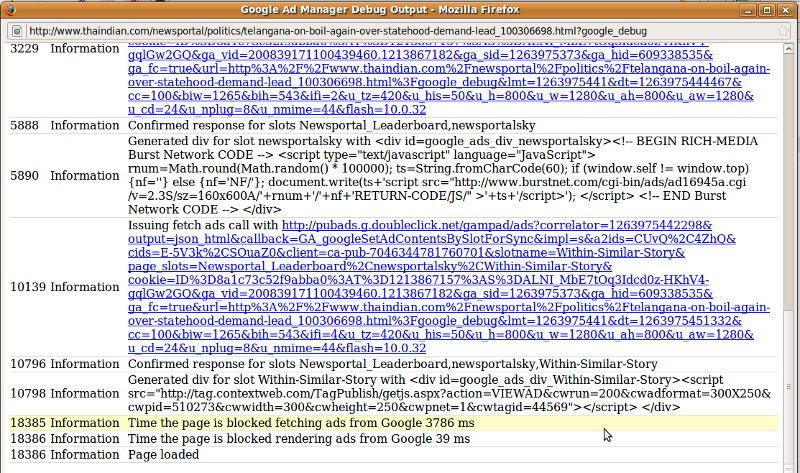 Google Ad Manager Debug Output - Mozilla Firefox
http://www.thaindian.com/newsportal/politics/telangana-on-boil-again-over-statehood-demand-lead_100306698.html?google_debug
3229 Information
gqlGw2GQ&ga_vid=200839171100439460.1213867182&ga_sid=1263975373&ga_hid=609338535&
ga_fc=true&url=http%3A%2F%2Fwww.thaindian.com%2Fnewsportal%2Fpolitics%2Ftelangana-on-boil-again-
over-statehood-demand-lead_100306698.html%3Fgoogle_debug&lmt=1263975441&dt=1263975444467&
cc=100&biw=1265&bih=543&ifi=2&u_tz=420&u_his=50&u_h=800&u_w=1280&u_ah=800&u_aw=1280&
u_cd=24&u_nplug=8&u_nmime=44&flash=10.0.32
5888 Information Confirmed response for slots Newsportal_Leaderboard,newsportalsky
Generated div for slot newsportalsky with <div id=google_ads_div_newsportalsky><!-- BEGIN RICH-MEDIA
Burst Network CODE --> <script type="text/javascript" language="JavaScript">
5890 Information rnum=Math.round(Math.random() * 100000); ts=String.fromCharCode(60); if (window.self != window.top)
{nf=''} else {nf='NF/'}; document.write(ts+'script src="http://www.burstnet.com/cgi-bin/ads/ad16945a.cgi
/v=2.3S/sz=160x600A/'+rnum+'/'+nf+'RETURN-CODE/JS/" >'+ts+'/script>'); </script> <!-- END Burst
Network CODE --> </div>
Issuing fetch ads call with http://pubads.g.doubleclick.net/gampad/ads?correlator=1263975442298&
output=json_html&callback=GA_googleSetAdContentsBySlotForSync&impl=s&a2ids=CUvQ%2C4ZhQ&
cids=E-5V3k%2CSQuaZ0&client=ca-pub-7046344781760701&slotname=Within-Similar-Story&
page_slots=Newsportal_Leaderboard%2Cnewsportalsky%2CWithin-Similar-Story&
cookie=ID%3D8a1c73c52f9abba0%3AT%3D1213867157%3AS%3DALNI_MbE7tOq3Idcd0z-HKhV4-
10139 Information gqlGw2GQ&ga_vid=200839171100439460.1213867182&ga_sid=1263975373&ga_hid=609338535&
ga_fc=true&url=http%3A%2F%2Fwww.thaindian.com%2Fnewsportal%2Fpolitics%2Ftelangana-on-boil-again-
over-statehood-demand-lead_100306698.html%3Fgoogle_debug&lmt=1263975441&dt=1263975451332&
cc=100&biw=1265&bih=543&ifi=4&u_tz=420&u_his=50&u_h=800&u_w=1280&u_ah=800&u_aw=1280&
u_cd=24&u_nplug=8&u_nmime=44&flash=10.0.32
10796 Information Confirmed response for slots Newsportal_Leaderboard,newsportalsky,Within-Similar-Story
Generated div for slot Within-Similar-Story with <div id=google_ads_div_Within-Similar-Story><script
10798 Information src="http://tag.contextweb.com/TagPublish/getjs.aspx?action=VIEWAD&cwrun=200&cwadformat=300X250&
cwpid=510273&cwwidth=300&cwheight=250&cwpnet=1&cwtagid=44569"></script> </div>
18385 Information Time the page is blocked fetching ads from Google 3786 ms
18386 Information Time the page is blocked rendering ads from Google 39 ms
18386 Information Page loaded